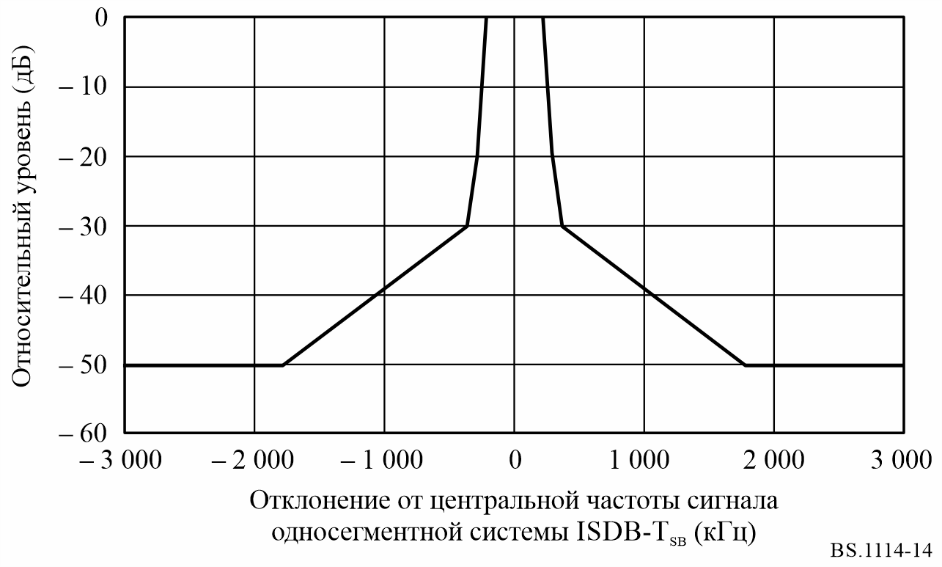 Относительный уровень (дБ)
0
– 10
– 20
– 30
– 40
– 50
– 60
– 3 000 – 2 000 – 1 000 0 1 000 2 000 3 000
Отклонение от центральной частоты сигнала
односегментной системы ISDB-TSB (кГц)
BS.1114-14